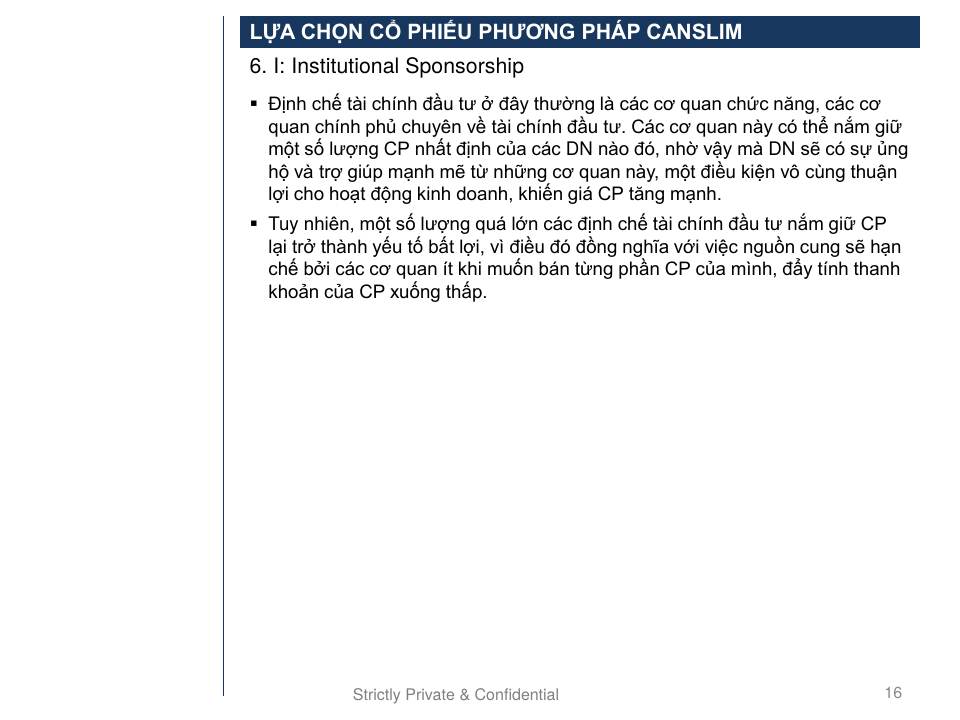 LỰA CHỌN CỔ PHIẾU PHƯƠNG PHÁP CANSLIM
6. I: Institutional Sponsorship
▪ Định chế tài chính đầu tư ở đây thường là các cơ quan chức năng, các cơ
quan chính phủ chuyên về tài chính đầu tư. Các cơ quan này có thể nắm giữ
một số lượng CP nhất định của các DN nào đó, nhờ vậy mà DN sẽ có sự ủng
hộ và trợ giúp mạnh mẽ từ những cơ quan này, một điều kiện vô cùng thuận
lợi cho hoạt động kinh doanh, khiến giá CP tăng mạnh.
▪ Tuy nhiên, một số lượng quá lớn các định chế tài chính đầu tư nắm giữ CP
lại trở thành yếu tố bất lợi, vì điều đó đồng nghĩa với việc nguồn cung sẽ hạn
chế bởi các cơ quan ít khi muốn bán từng phần CP của mình, đẩy tính thanh
khoản của CP xuống thấp.
Strictly Private & Confidential
16